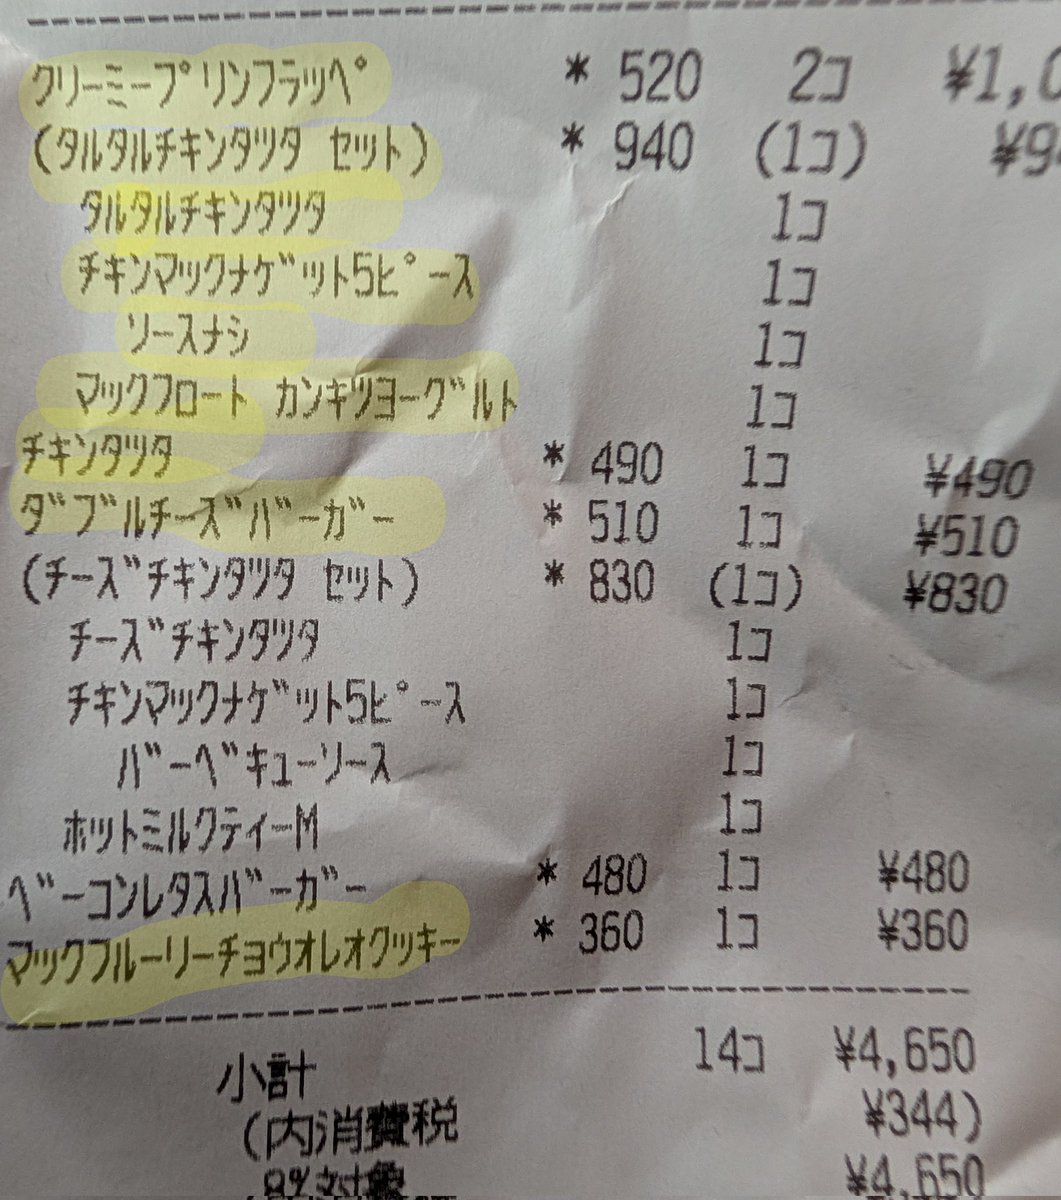 クリーミープリンフラッペ * 520 2コ ¥1,0
(タルタルチキンタツタ セット) * 940 (1コ) ¥9
タルタルチキンタツタ 1コ
チキンマックナゲット5ピース 1コ
ソースナシ 1コ
マックフロート カンキツヨーグルト 1コ
チキンタツタ * 490 1コ ¥490
ダブルチーズバーガー * 510 1コ ¥510
(チーズチキンタツタ セット) * 830 (1コ) ¥830
チーズチキンタツタ 1コ
チキンマックナゲット5ピース 1コ
バーベキューソース 1コ
ホットミルクティーM 1コ
ベーコンレタスバーガー * 480 1コ ¥480
マックフルーリーチョウオレオクッキー * 360 1コ ¥360
小計 14コ ¥4,650
(内消費税 ¥344)
8%対象 ¥4,650